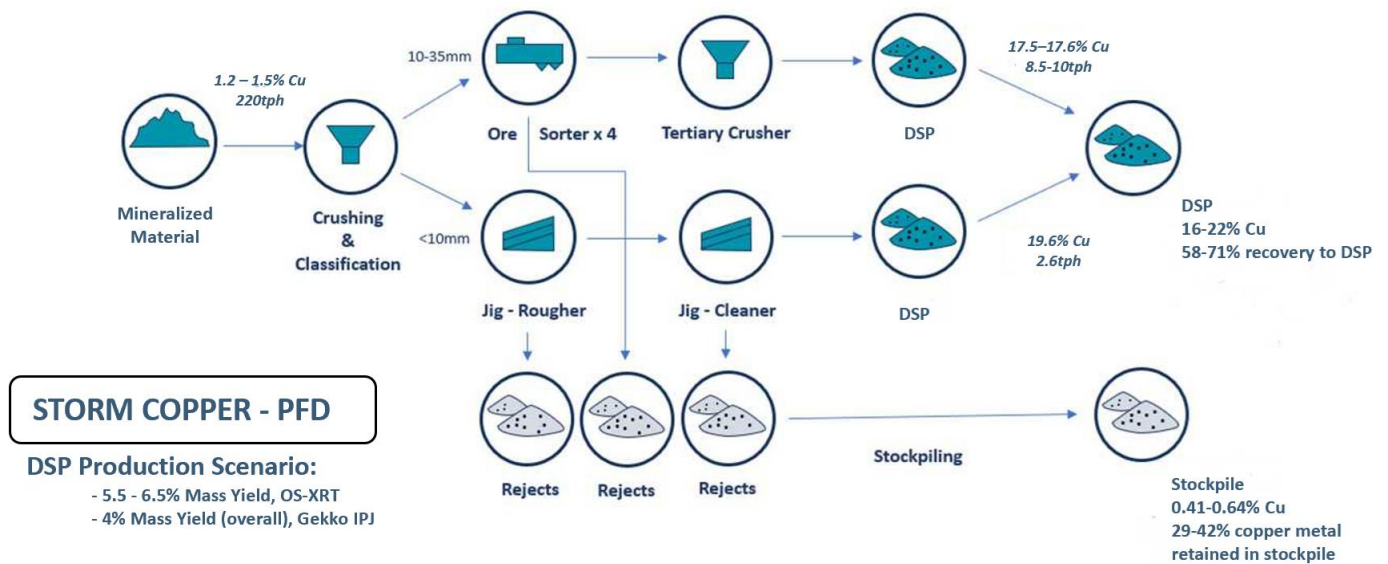 1.2 – 1.5% Cu
220tph
Mineralized
Material
Crushing
&
Classification
10-35mm
<10mm
Ore Sorter x 4
Tertiary Crusher
DSP
17.5–17.6% Cu
8.5-10tph
Jig - Rougher
Jig - Cleaner
DSP
19.6% Cu
2.6tph
DSP
16-22% Cu
58-71% recovery to DSP
Rejects
Rejects
Rejects
Stockpiling
Stockpile
0.41-0.64% Cu
29-42% copper metal
retained in stockpile
STORM COPPER - PFD
DSP Production Scenario:
- 5.5 - 6.5% Mass Yield, OS-XRT
- 4% Mass Yield (overall), Gekko IPJ